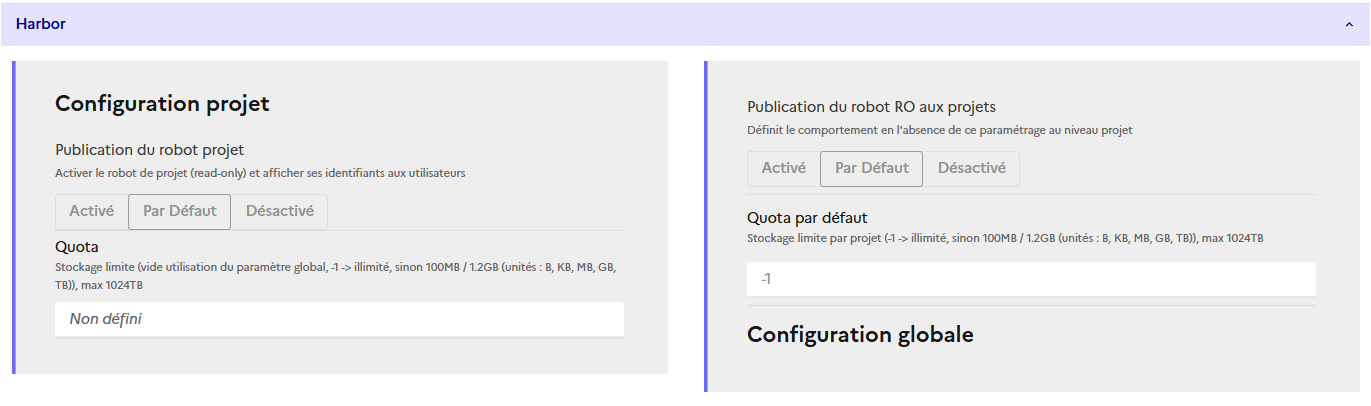 Harbor
Configuration projet
Publication du robot projet
Activer le robot de projet (read-only) et afficher ses identifiants aux utilisateurs
Activé Par Défaut Désactivé
Quota
Stockage limite (vide utilisation du paramètre global, -1 -> illimité, sinon 100MB / 1.2GB (unités : B, KB, MB, GB,
TB)), max 1024TB
Non défini
Publication du robot RO aux projets
Définit le comportement en l'absence de ce paramétrage au niveau projet
Activé Par Défaut Désactivé
Quota par défaut
Stockage limite par projet (-1 -> illimité, sinon 100MB / 1.2GB (unités : B, KB, MB, GB, TB)), max 1024TB
-1
Configuration globale